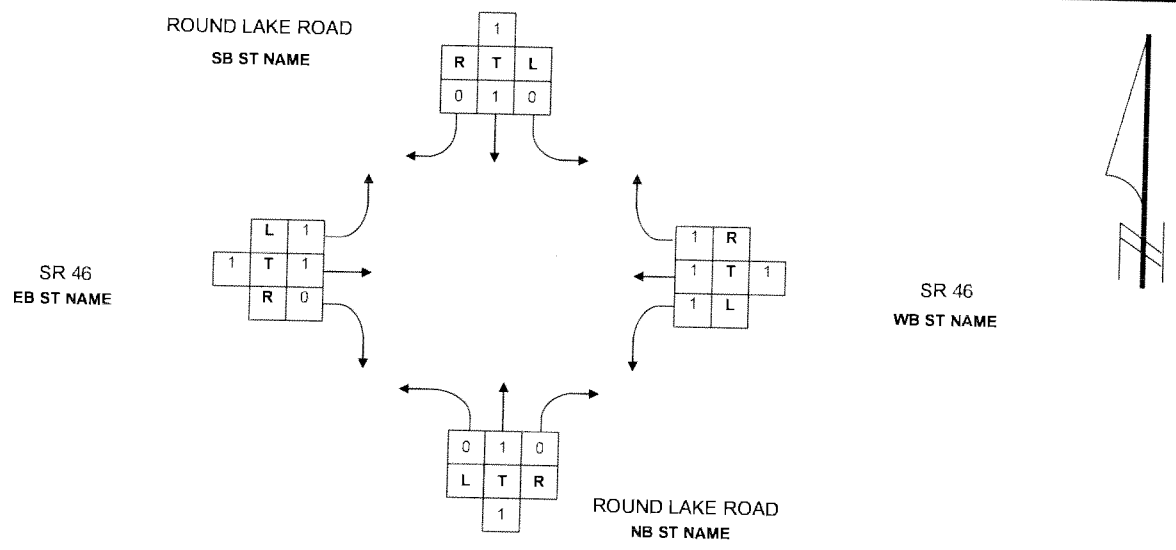 ROUND LAKE ROAD
SB ST NAME
1
R T L
0 1 0
L 1
1 T 1
R 0
SR 46
EB ST NAME
1 R
1 T 1
1 L
SR 46
WB ST NAME
0 1 0
L T R
1
ROUND LAKE ROAD
NB ST NAME
N